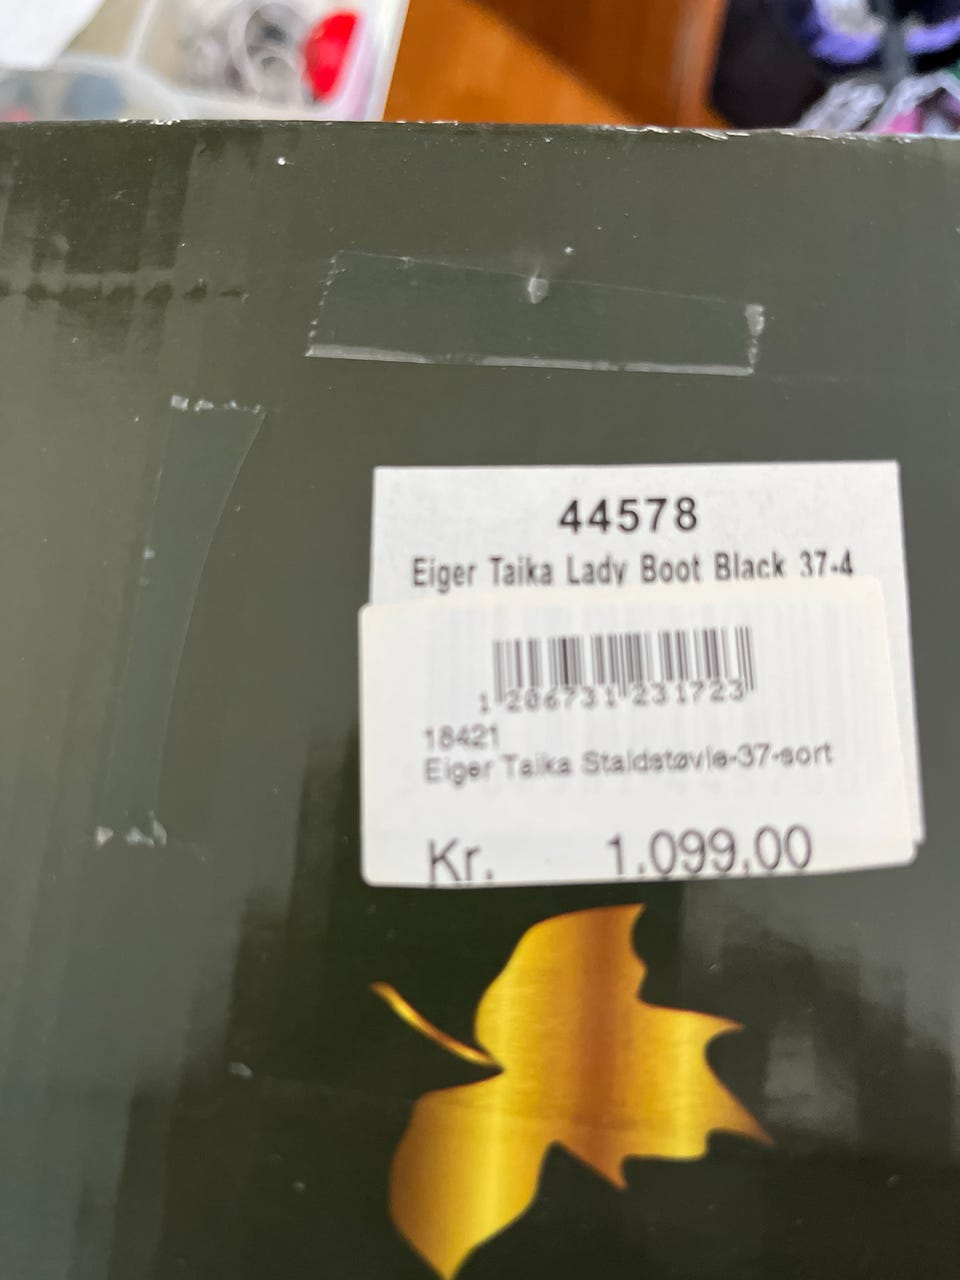 44578
Eiger Taika Lady Boot Black 37-4
1 206731 231723
18421
Eiger Taika Staldstøvle-37-sort
Kr. 1.099,00